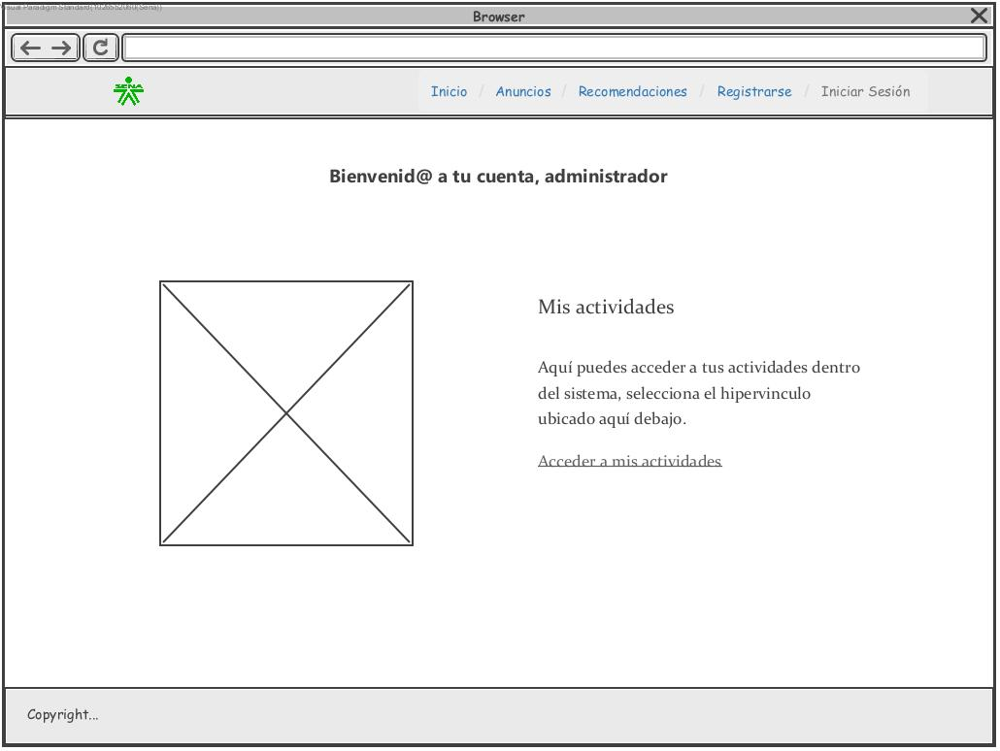 Visual Paradigm Standard(1026552060(Sena))
Browser
SENA
Inicio / Anuncios / Recomendaciones / Registrarse / Iniciar Sesión
Bienvenid@ a tu cuenta, administrador
Mis actividades
Aquí puedes acceder a tus actividades dentro
del sistema, selecciona el hipervinculo
ubicado aquí debajo.
Acceder a mis actividades
Copyright...